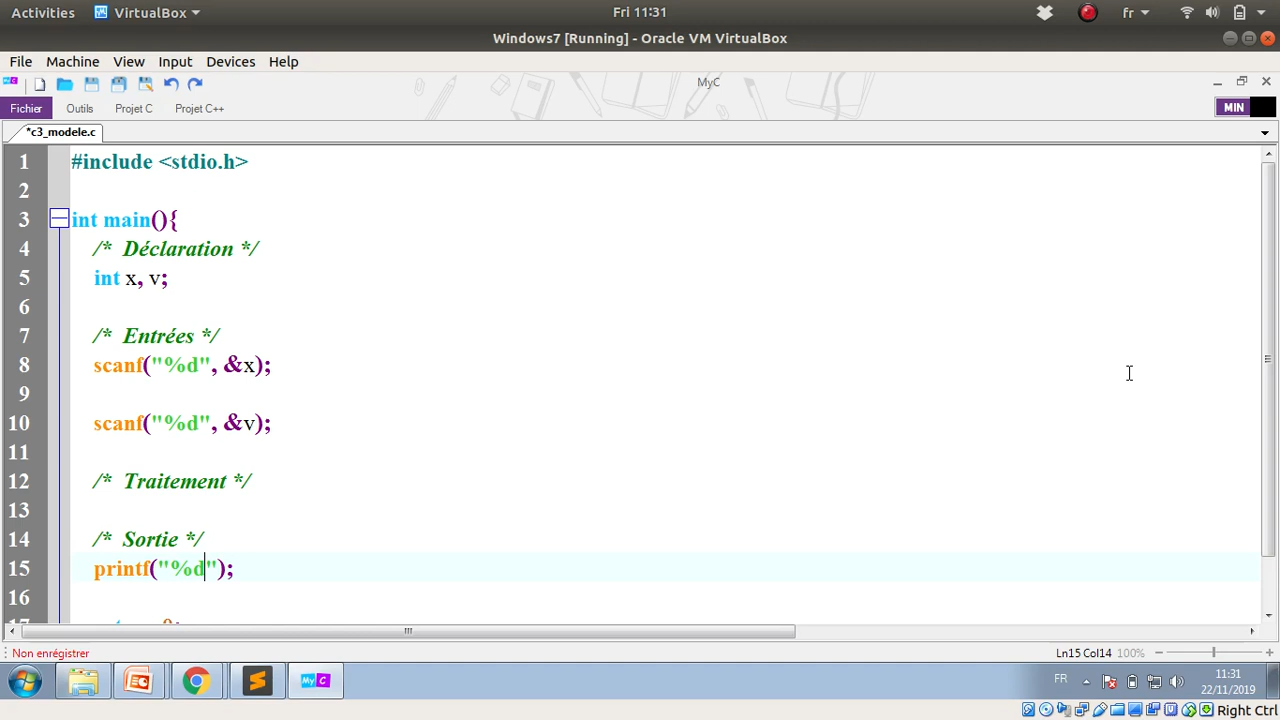 Activities VirtualBox Fri 11:31 fr
Windows7 [Running] - Oracle VM VirtualBox
File Machine View Input Devices Help
MyC MyC
Fichier Outils Projet C Projet C++ MIN
*c3_modele.c
1 #include <stdio.h>
2
3 int main(){
4 /* Déclaration */
5 int x, v;
6
7 /* Entrées */
8 scanf("%d", &x);
9
10 scanf("%d", &v);
11
12 /* Traitement */
13
14 /* Sortie */
15 printf("%d");
16
Non enregistrer Ln15 Col14 100%
MyC FR 11:31
22/11/2019
Right Ctrl